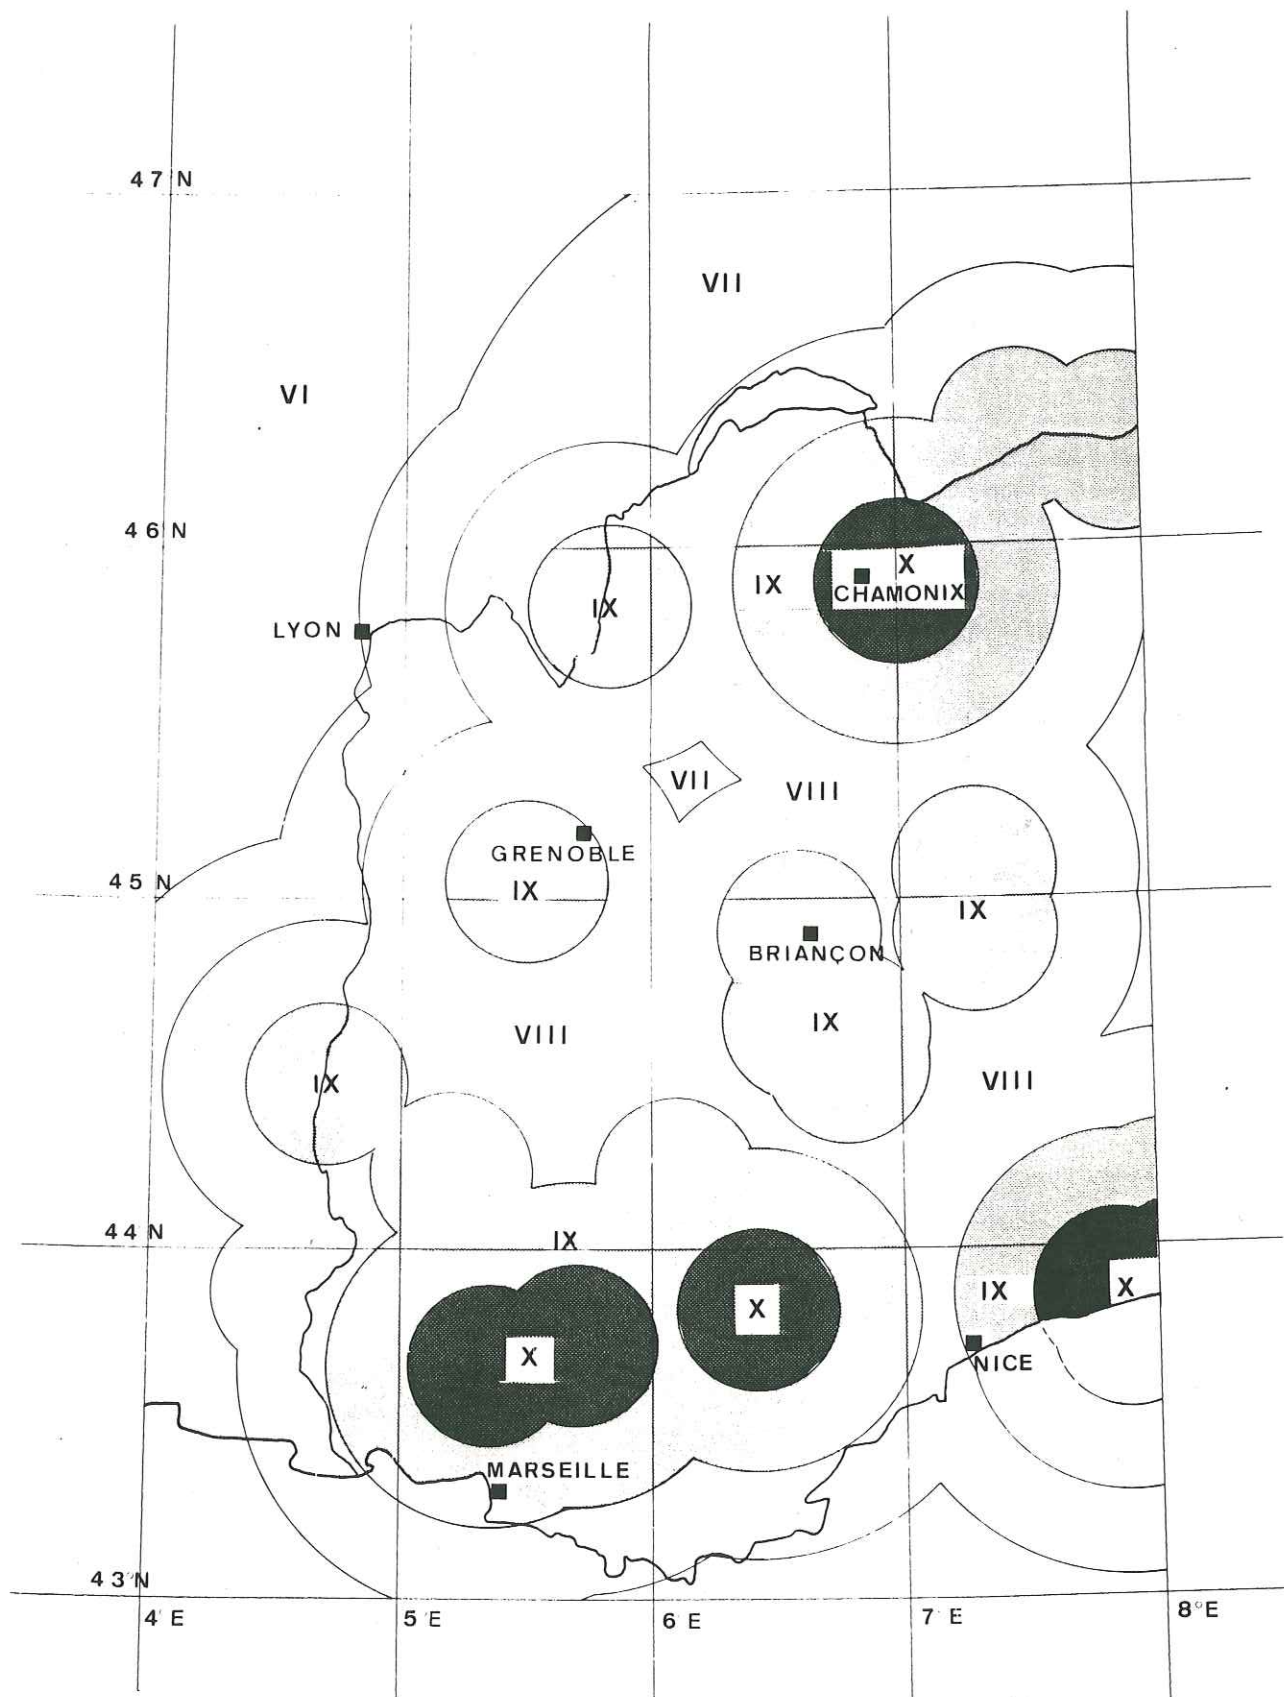 47°N
VII
VI
46°N
X
IX
CHAMONIX
IX
LYON
VII
VIII
GRENOBLE
45°N
IX
IX
BRIANÇON
IX
VIII
IX
VIII
44°N
IX
IX
X
X
X
NICE
MARSEILLE
43°N
4°E
5°E
6°E
7°E
8°E